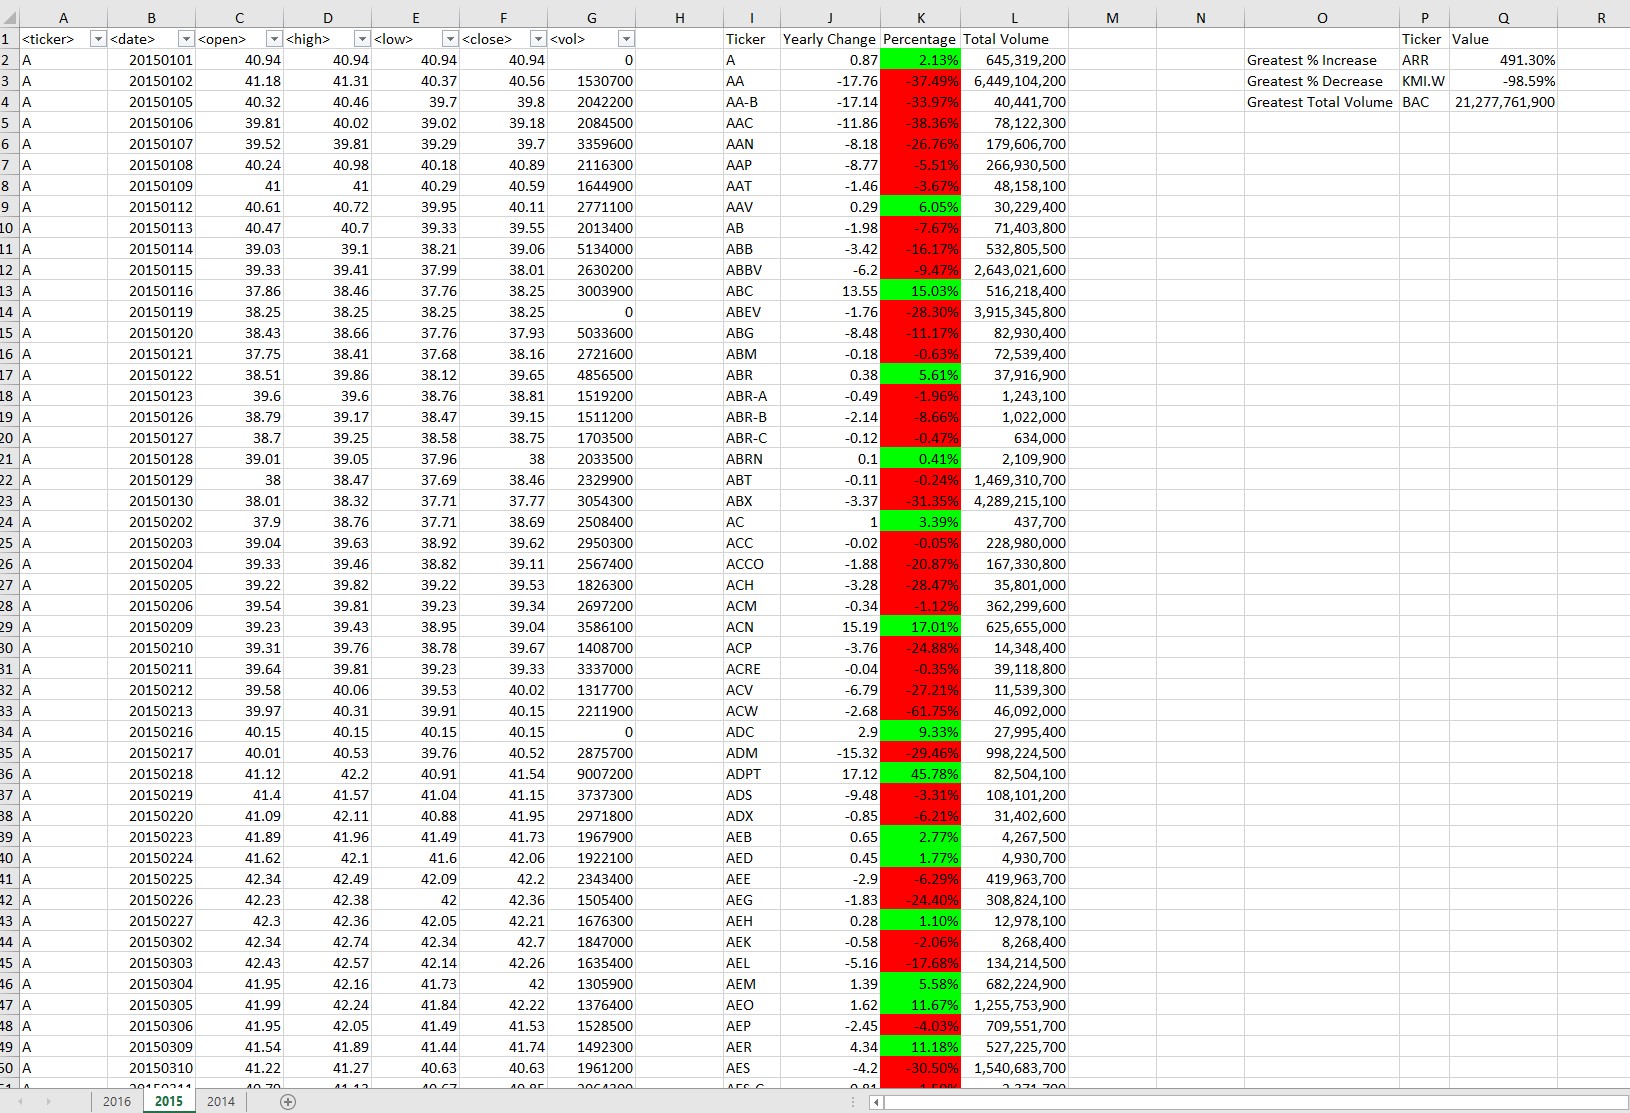 A B C D E F G H I J K L M N O P Q R
1 <ticker> <date> <open> <high> <low> <close> <vol> Ticker Yearly Change Percentage Total Volume Ticker Value
2 A 20150101 40.94 40.94 40.94 40.94 0 A 0.87 2.13% 645,319,200 Greatest % Increase ARR 491.30%
3 A 20150102 41.18 41.31 40.37 40.56 1530700 AA -17.76 -37.49% 6,449,104,200 Greatest % Decrease KMI.W -98.59%
4 A 20150105 40.32 40.46 39.7 39.8 2042200 AA-B -17.14 -33.97% 40,441,700 Greatest Total Volume BAC 21,277,761,900
5 A 20150106 39.81 40.02 39.02 39.18 2084500 AAC -11.86 -38.36% 78,122,300
6 A 20150107 39.52 39.81 39.29 39.7 3359600 AAN -8.18 -26.76% 179,606,700
7 A 20150108 40.24 40.98 40.18 40.89 2116300 AAP -8.77 -5.51% 266,930,500
8 A 20150109 41 41 40.29 40.59 1644900 AAT -1.46 -3.67% 48,158,100
9 A 20150112 40.61 40.72 39.95 40.11 2771100 AAV 0.29 6.05% 30,229,400
10 A 20150113 40.47 40.7 39.33 39.55 2013400 AB -1.98 -7.67% 71,403,800
11 A 20150114 39.03 39.1 38.21 39.06 5134000 ABB -3.42 -16.17% 532,805,500
12 A 20150115 39.33 39.41 37.99 38.01 2630200 ABBV -6.2 -9.47% 2,643,021,600
13 A 20150116 37.86 38.46 37.76 38.25 3003900 ABC 13.55 15.03% 516,218,400
14 A 20150119 38.25 38.25 38.25 38.25 0 ABEV -1.76 -28.30% 3,915,345,800
15 A 20150120 38.43 38.66 37.76 37.93 5033600 ABG -8.48 -11.17% 82,930,400
16 A 20150121 37.75 38.41 37.68 38.16 2721600 ABM -0.18 -0.63% 72,539,400
17 A 20150122 38.51 39.86 38.12 39.65 4856500 ABR 0.38 5.61% 37,916,900
18 A 20150123 39.6 39.6 38.76 38.81 1519200 ABR-A -0.49 -1.96% 1,243,100
19 A 20150126 38.79 39.17 38.47 39.15 1511200 ABR-B -2.14 -8.66% 1,022,000
20 A 20150127 38.7 39.25 38.58 38.75 1703500 ABR-C -0.12 -0.47% 634,000
21 A 20150128 39.01 39.05 37.96 38 2033500 ABRN 0.1 0.41% 2,109,900
22 A 20150129 38 38.47 37.69 38.46 2329900 ABT -0.11 -0.24% 1,469,310,700
23 A 20150130 38.01 38.32 37.71 37.77 3054300 ABX -3.37 -31.35% 4,289,215,100
24 A 20150202 37.9 38.76 37.71 38.69 2508400 AC 1 3.39% 437,700
25 A 20150203 39.04 39.63 38.92 39.62 2950300 ACC -0.02 -0.05% 228,980,000
26 A 20150204 39.33 39.46 38.82 39.11 2567400 ACCO -1.88 -20.87% 167,330,800
27 A 20150205 39.22 39.82 39.22 39.53 1826300 ACH -3.28 -28.47% 35,801,000
28 A 20150206 39.54 39.81 39.23 39.34 2697200 ACM -0.34 -1.12% 362,299,600
29 A 20150209 39.23 39.43 38.95 39.04 3586100 ACN 15.19 17.01% 625,655,000
30 A 20150210 39.31 39.76 38.78 39.67 1408700 ACP -3.76 -24.88% 14,348,400
31 A 20150211 39.64 39.81 39.23 39.33 3337000 ACRE -0.04 -0.35% 39,118,800
32 A 20150212 39.58 40.06 39.53 40.02 1317700 ACV -6.79 -27.21% 11,539,300
33 A 20150213 39.97 40.31 39.91 40.15 2211900 ACW -2.68 -61.75% 46,092,000
34 A 20150216 40.15 40.15 40.15 40.15 0 ADC 2.9 9.33% 27,995,400
35 A 20150217 40.01 40.53 39.76 40.52 2875700 ADM -15.32 -29.46% 998,224,500
36 A 20150218 41.12 42.2 40.91 41.54 9007200 ADPT 17.12 45.78% 82,504,100
37 A 20150219 41.4 41.57 41.04 41.15 3737300 ADS -9.48 -3.31% 108,101,200
38 A 20150220 41.09 42.11 40.88 41.95 2971800 ADX -0.85 -6.21% 31,402,600
39 A 20150223 41.89 41.96 41.49 41.73 1967900 AEB 0.65 2.77% 4,267,500
40 A 20150224 41.62 42.1 41.6 42.06 1922100 AED 0.45 1.77% 4,930,700
41 A 20150225 42.34 42.49 42.09 42.2 2343400 AEE -2.9 -6.29% 419,963,700
42 A 20150226 42.23 42.38 42 42.36 1505400 AEG -1.83 -24.40% 308,824,100
43 A 20150227 42.3 42.36 42.05 42.21 1676300 AEH 0.28 1.10% 12,978,100
44 A 20150302 42.34 42.74 42.34 42.7 1847000 AEK -0.58 -2.06% 8,268,400
45 A 20150303 42.43 42.57 42.14 42.26 1635400 AEL -5.16 -17.68% 134,214,500
46 A 20150304 41.95 42.16 41.73 42 1305900 AEM 1.39 5.58% 682,224,900
47 A 20150305 41.99 42.24 41.84 42.22 1376400 AEO 1.62 11.67% 1,255,753,900
48 A 20150306 41.95 42.05 41.49 41.53 1528500 AEP -2.45 -4.03% 709,551,700
49 A 20150309 41.54 41.89 41.44 41.74 1492300 AER 4.34 11.18% 527,225,700
50 A 20150310 41.22 41.27 40.63 40.63 1961200 AES -4.2 -30.50% 1,540,683,700
2016 2015 2014